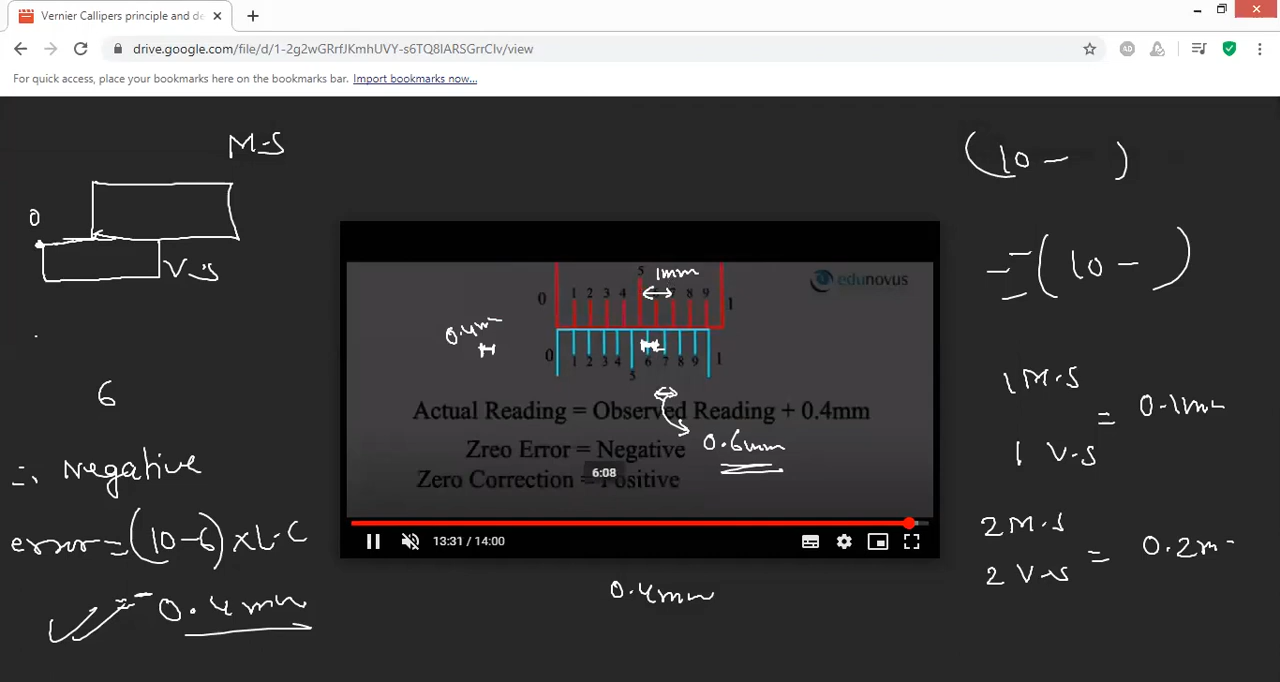 Vernier Callipers principle and de
drive.google.com/file/d/1-2g2wGRrfJKmhUVY-s6TQ8IARSGrrCIv/view
For quick access, place your bookmarks here on the bookmarks bar. Import bookmarks now...
M-S
0
V-S
6
∴ Negative
error = (10-6) x L.C
= - 0.4 mm
edunovus
1mm
5
0 1 2 3 4 7 8 9 1
0.4m
0 1 2 3 4 6 7 8 9 1
5
Actual Reading = Observed Reading + 0.4mm
0.6mm
Zreo Error = Negative
6:08
Zero Correction = Positive
13:31 / 14:00
0.4mm
(10 - )
= (10 - )
1 M.S
= 0.1mm
1 V-S
2 M.S
= 0.2m
2 V-S